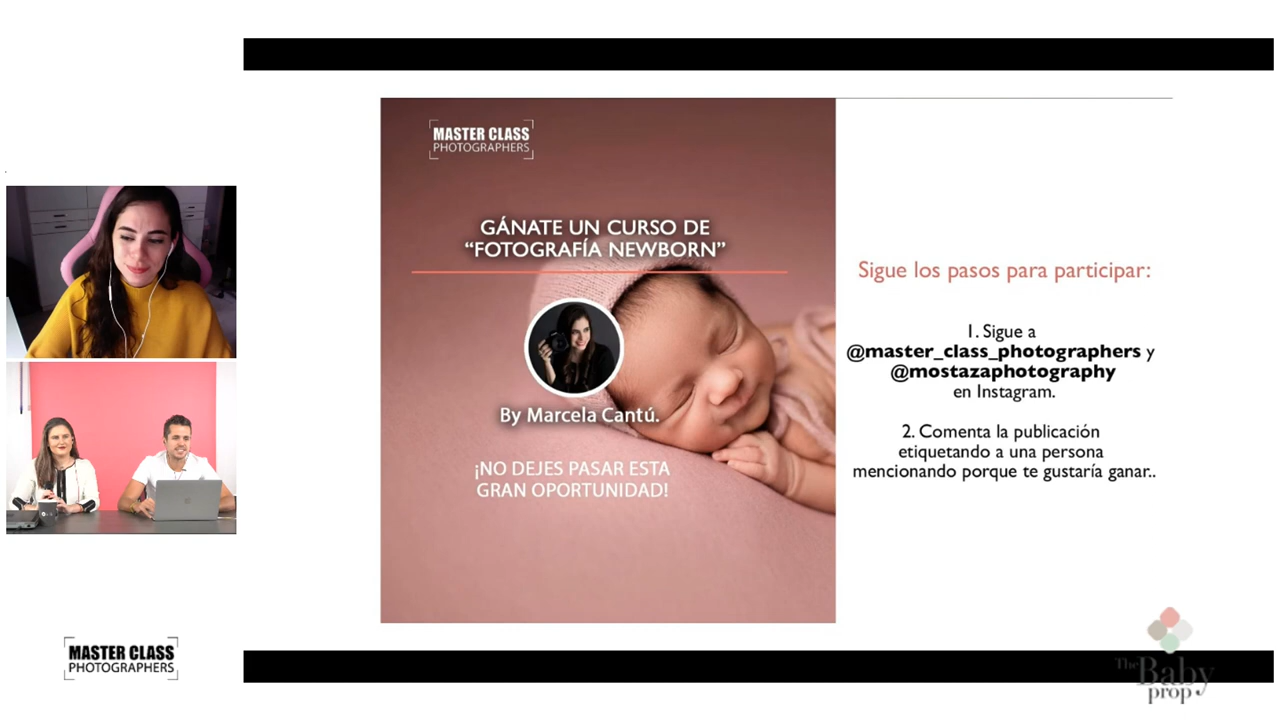 MASTER CLASS
PHOTOGRAPHERS
GÁNATE UN CURSO DE
“FOTOGRAFÍA NEWBORN”
By Marcela Cantú.
¡NO DEJES PASAR ESTA
GRAN OPORTUNIDAD!
Sigue los pasos para participar:
1. Sigue a
@master_class_photographers y
@mostazaphotography
en Instagram.
2. Comenta la publicación
etiquetando a una persona
mencionando porque te gustaría ganar..
MASTER CLASS
PHOTOGRAPHERS
The
Baby
prop